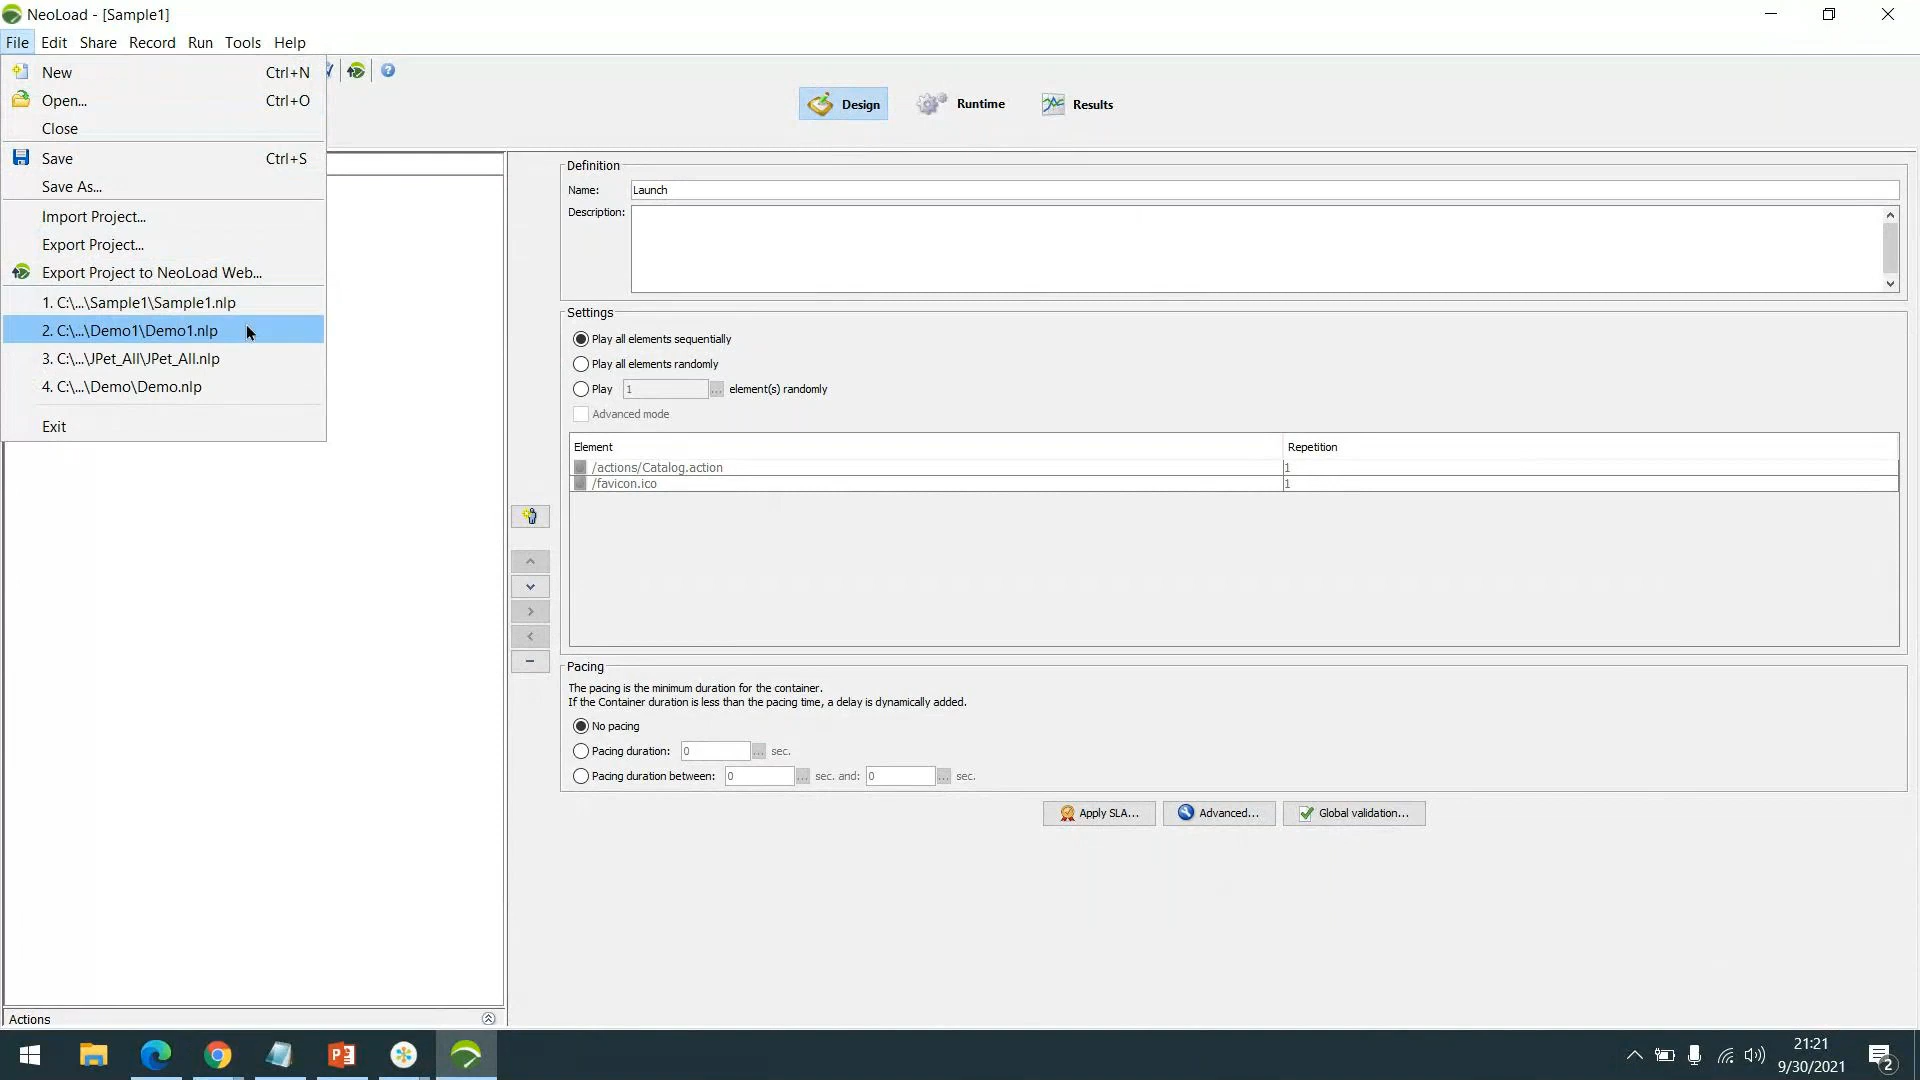 NeoLoad - [Sample1]
File Edit Share Record Run Tools Help
New Ctrl+N
Open... Ctrl+O
Close
Save Ctrl+S
Save As...
Import Project...
Export Project...
Export Project to NeoLoad Web...
1. C:\...\Sample1\Sample1.nlp
2. C:\...\Demo1\Demo1.nlp
3. C:\...\JPet_All\JPet_All.nlp
4. C:\...\Demo\Demo.nlp
Exit
Design Runtime Results
Definition
Name: Launch
Description:
Settings
Play all elements sequentially
Play all elements randomly
Play 1 ... element(s) randomly
Advanced mode
Element Repetition
/actions/Catalog.action 1
/favicon.ico 1
Pacing
The pacing is the minimum duration for the container.
If the Container duration is less than the pacing time, a delay is dynamically added.
No pacing
Pacing duration: 0 ... sec.
Pacing duration between: 0 ... sec. and: 0 ... sec.
Apply SLA... Advanced... Global validation...
Actions
21:21
9/30/2021
2